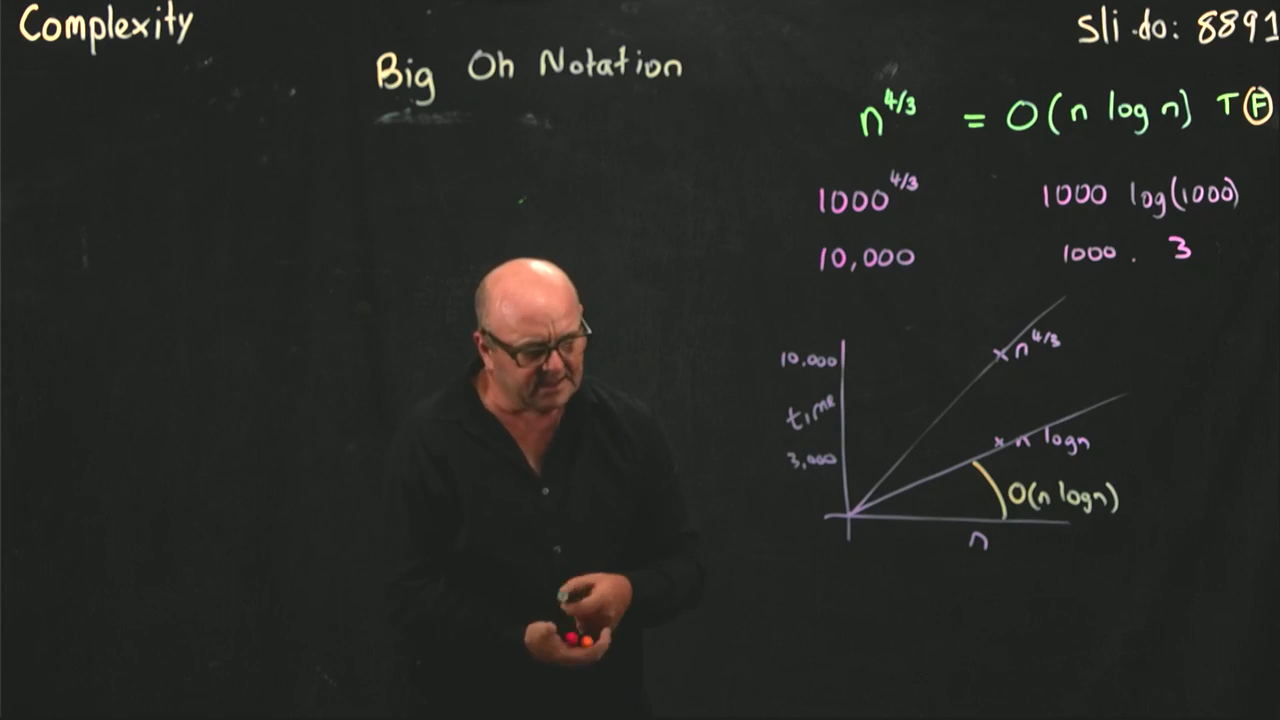 Complexity
Sli.do: 8891
Big Oh Notation
n^4/3 = O(n log n) T F
1000^4/3 1000 log(1000)
10,000 1000 . 3
10,000
n^4/3
time
n logn
3,000
O(n logn)
n